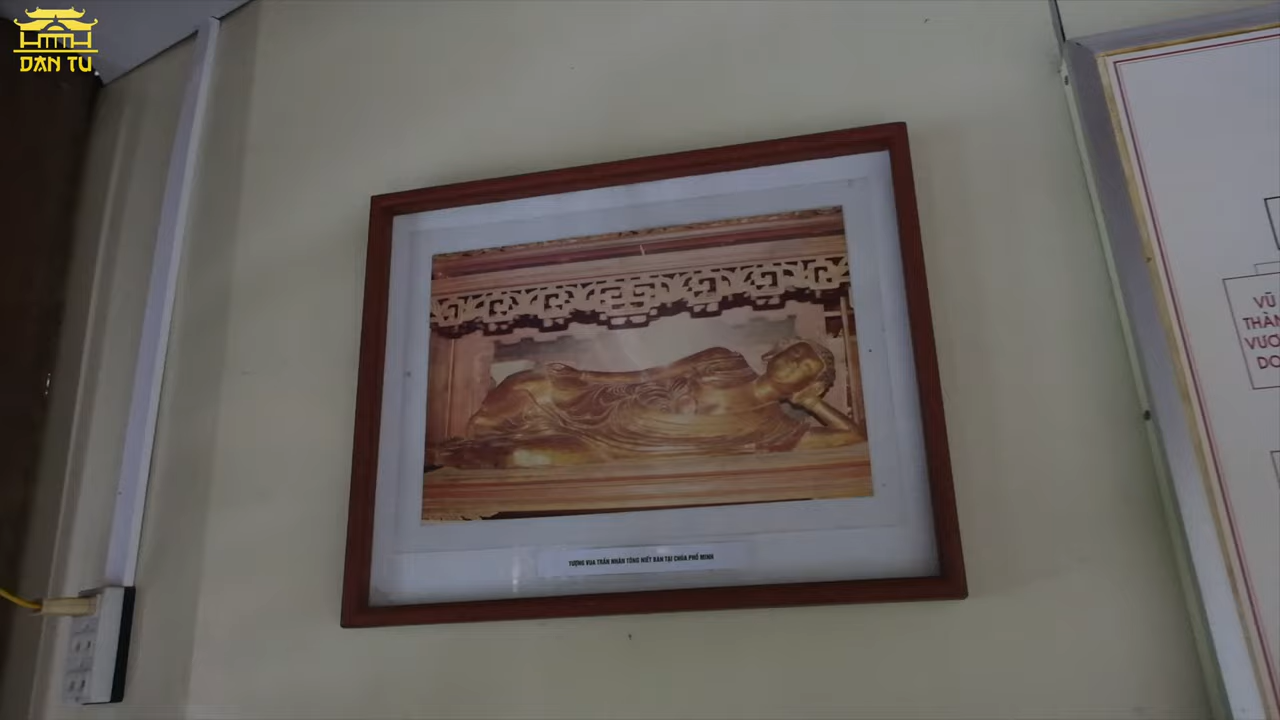 DAN TU
TƯỢNG VUA TRẦN NHÂN TÔNG NIẾT BÀN TẠI CHÙA PHỔ MINH
VŨ
THÀN
VƯƠ
DO